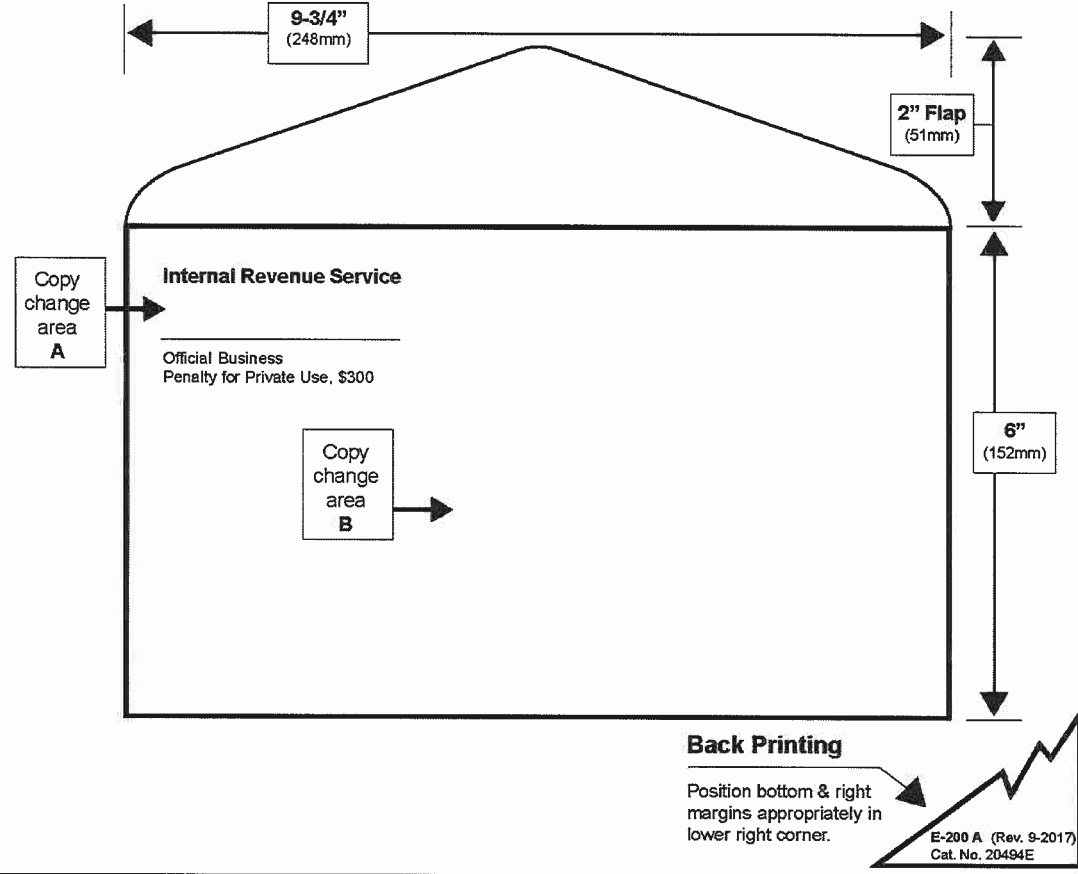 9-3/4”
(248mm)
2” Flap
(51mm)
Copy
change
area
A
Internal Revenue Service
Official Business
Penalty for Private Use, $300
Copy
change
area
B
6”
(152mm)
Back Printing
Position bottom & right
margins appropriately in
lower right corner.
E-200 A (Rev. 9-2017)
Cat. No. 20494E